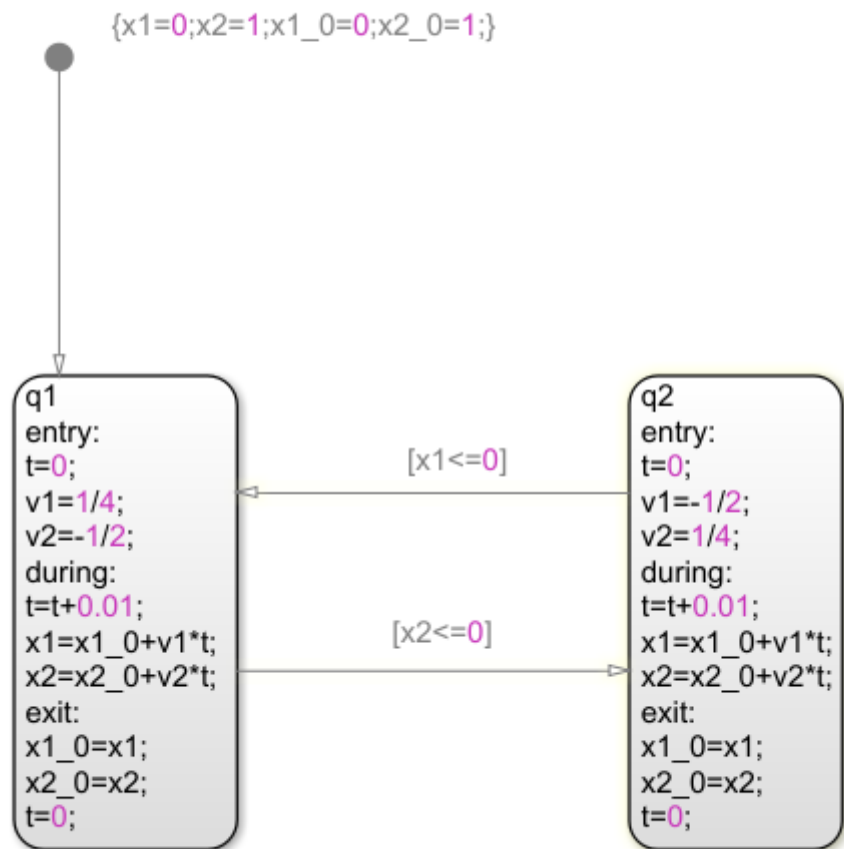 {x1=0;x2=1;x1_0=0;x2_0=1;}
q1
entry:
t=0;
v1=1/4;
v2=-1/2;
during:
t=t+0.01;
x1=x1_0+v1*t;
x2=x2_0+v2*t;
exit:
x1_0=x1;
x2_0=x2;
t=0;
[x1<=0]
[x2<=0]
q2
entry:
t=0;
v1=-1/2;
v2=1/4;
during:
t=t+0.01;
x1=x1_0+v1*t;
x2=x2_0+v2*t;
exit:
x1_0=x1;
x2_0=x2;
t=0;